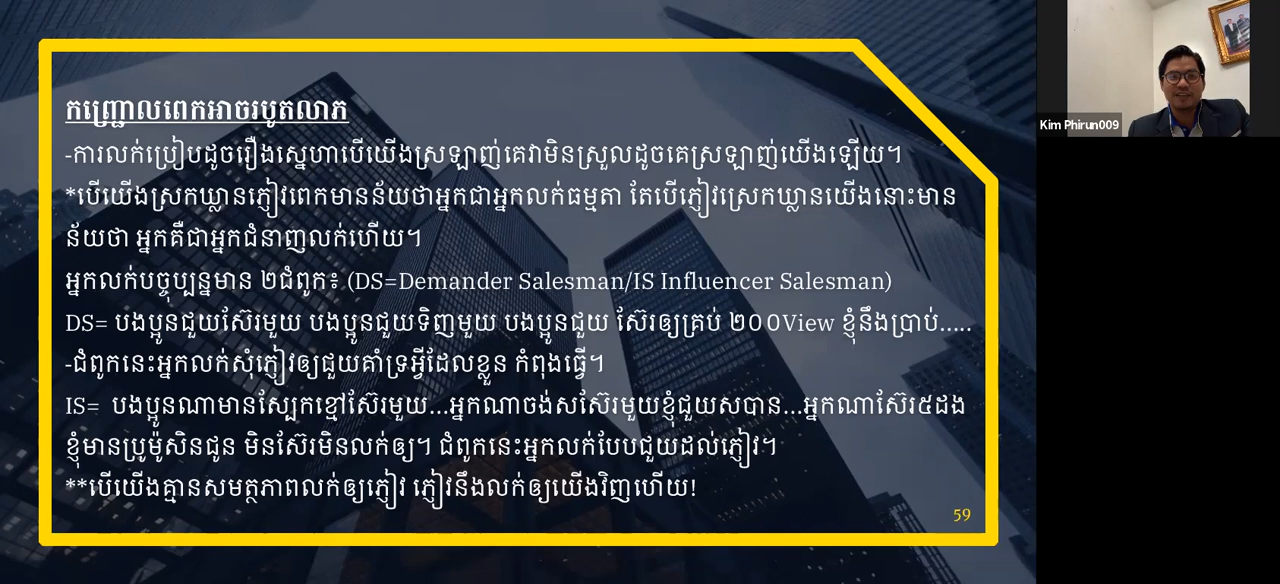 កញ្ជ្រោលពេកអាចរបូតលាភ
-ការលក់ប្រៀបដូចរឿងស្នេហាបើយើងស្រឡាញ់គេវាមិនស្រួលដូចគេស្រឡាញ់យើងឡើយ។
*បើយើងស្រកឃ្លានភ្ញៀវពេកមានន័យថាអ្នកជាអ្នកលក់ធម្មតា តែបើភ្ញៀវស្រេកឃ្លានយើងនោះមាន
ន័យថា អ្នកគឺជាអ្នកជំនាញលក់ហើយ។
អ្នកលក់បច្ចុប្បន្នមាន ២ជំពូក៖ (DS=Demander Salesman/IS Influencer Salesman)
DS= បងប្អូនជួយស៊ែរមួយ បងប្អូនជួយទិញមួយ បងប្អូនជួយ ស៊ែរឲ្យគ្រប់ ២០០View ខ្ញុំនឹងប្រាប់.....
-ជំពូកនេះអ្នកលក់សុំភ្ញៀវឲ្យជួយគាំទ្រអ្វីដែលខ្លួន កំពុងធ្វើ។
IS= បងប្អូនណាមានស្បែកខ្មៅស៊ែរមួយ...អ្នកណាចង់សស៊ែរមួយខ្ញុំជួយសបាន...អ្នកណាស៊ែរ៥ដង
ខ្ញុំមានប្រូម៉ូសិនជូន មិនស៊ែរមិនលក់ឲ្យ។ ជំពូកនេះអ្នកលក់បែបជួយដល់ភ្ញៀវ។
**បើយើងគ្មានសមត្ថភាពលក់ឲ្យភ្ញៀវ ភ្ញៀវនឹងលក់ឲ្យយើងវិញហើយ!
59
Kim Phirun009